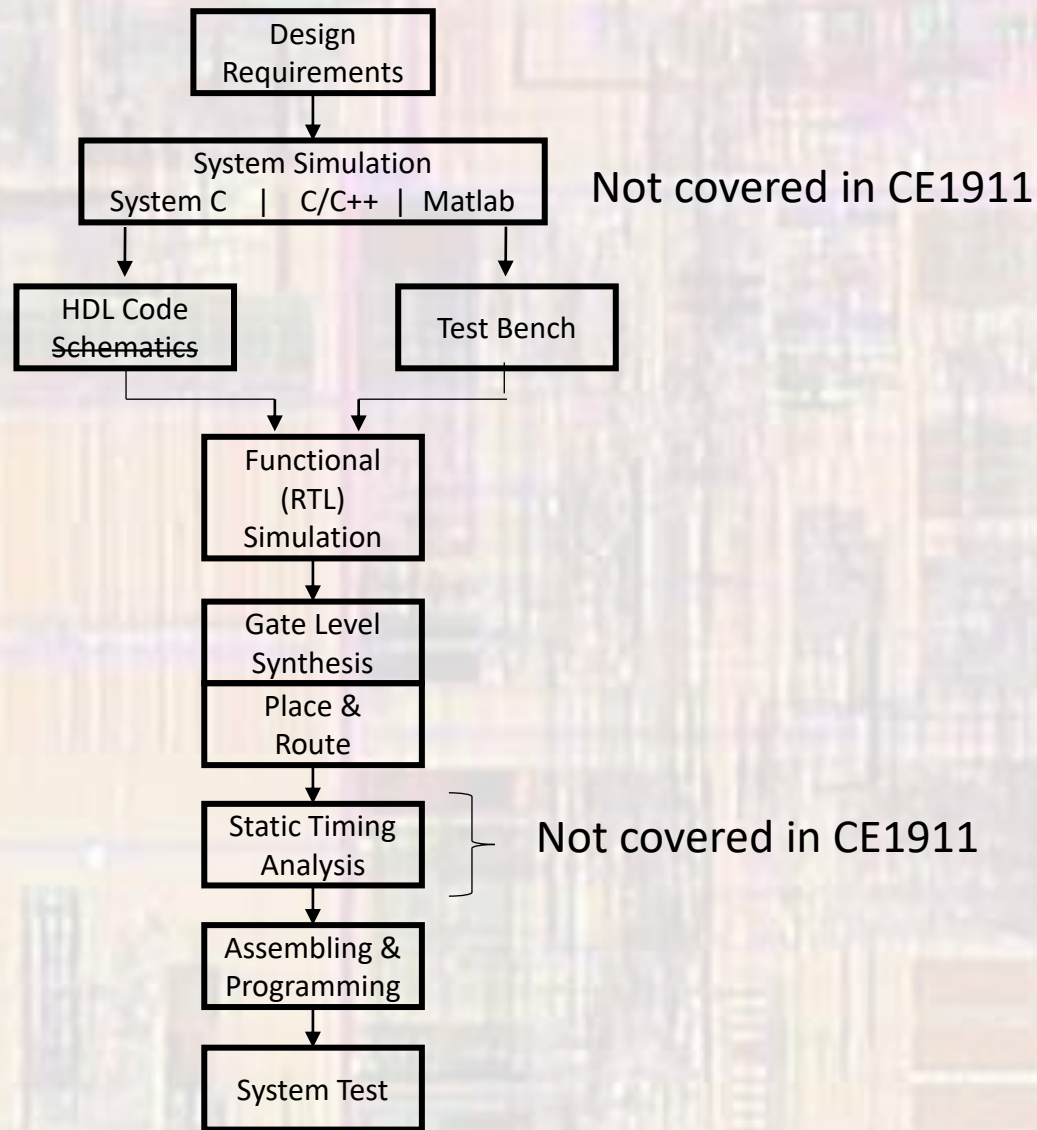 Design
Requirements
System Simulation
System C | C/C++ | Matlab
Not covered in CE1911
HDL Code
Schematics
Test Bench
Functional
(RTL)
Simulation
Gate Level
Synthesis
Place &
Route
Static Timing
Analysis
Not covered in CE1911
Assembling &
Programming
System Test